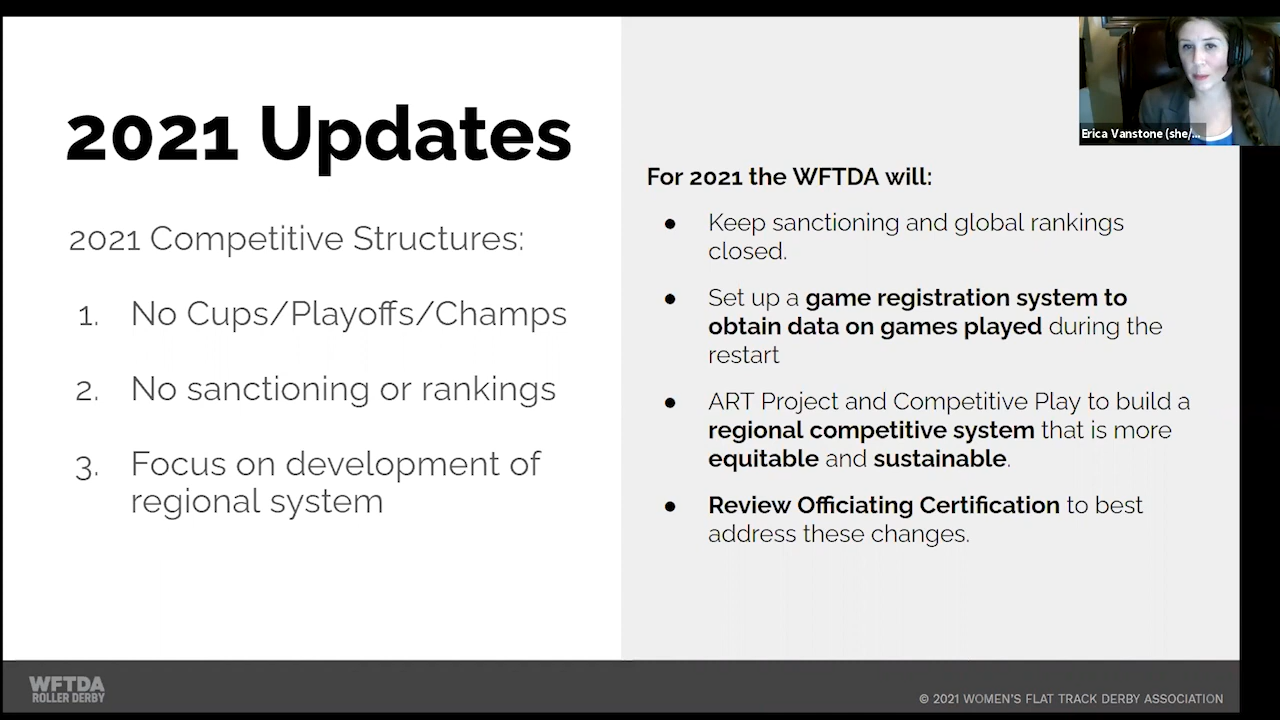 2021 Updates
2021 Competitive Structures:
1. No Cups/Playoffs/Champs
2. No sanctioning or rankings
3. Focus on development of
regional system
For 2021 the WFTDA will:
● Keep sanctioning and global rankings
closed.
● Set up a game registration system to
obtain data on games played during the
restart
● ART Project and Competitive Play to build a
regional competitive system that is more
equitable and sustainable.
● Review Officiating Certification to best
address these changes.
Erica Vanstone (she/...
WFTDA
ROLLER DERBY
© 2021 WOMEN'S FLAT TRACK DERBY ASSOCIATION